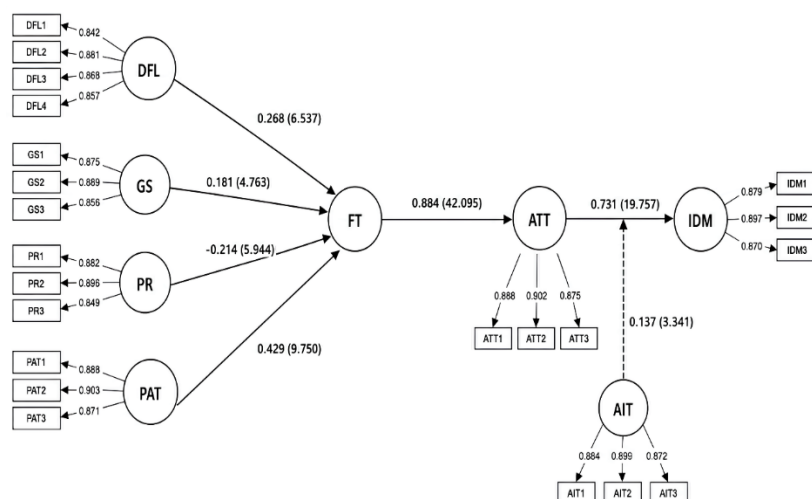 DFL1
0.842
DFL2
0.881
DFL3
0.868
DFL4
0.857
DFL
0.268 (6.537)
GS1
0.875
GS2
0.889
GS3
0.856
GS
0.181 (4.763)
FT
0.884 (42.095)
ATT
0.731 (19.757)
IDM
0.879
IDM1
0.897
IDM2
0.870
IDM3
PR1
0.882
PR2
0.896
PR3
0.849
PR
-0.214 (5.944)
0.888
0.902
0.875
ATT1
ATT2
ATT3
0.137 (3.341)
PAT1
0.888
PAT2
0.903
PAT3
0.871
PAT
0.429 (9.750)
AIT
0.884
0.899
0.872
AIT1
AIT2
AIT3